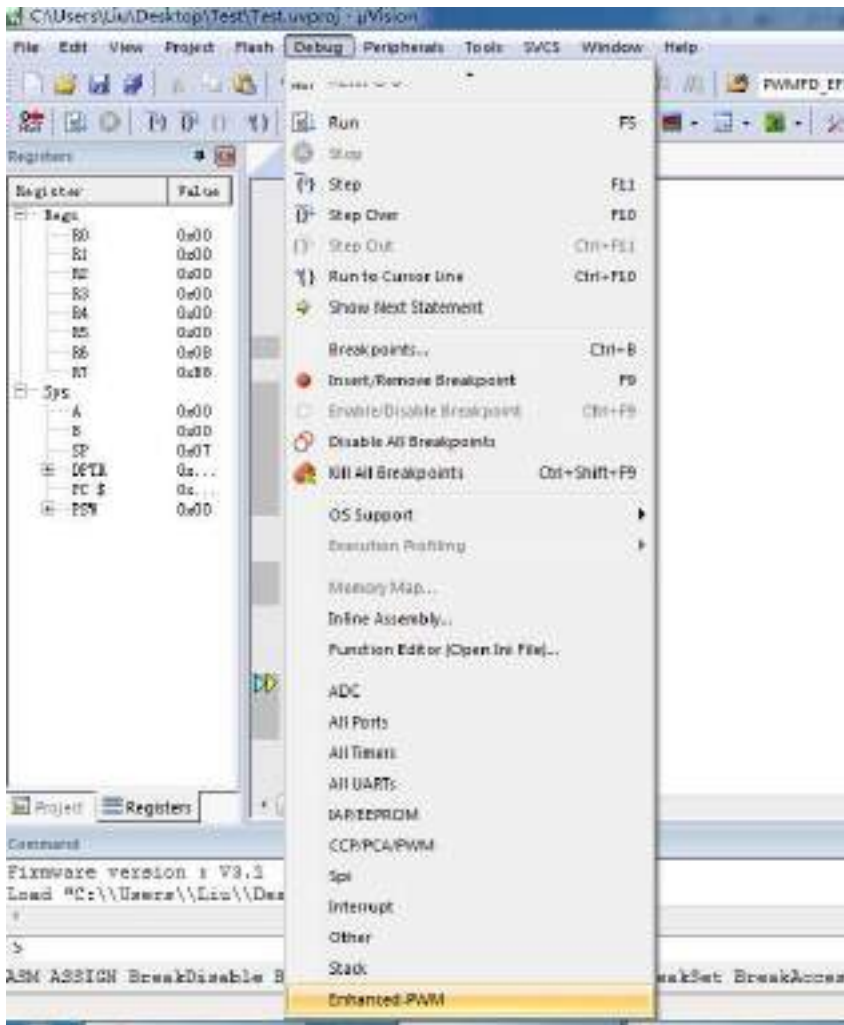 C:\Users\Liu\Desktop\Test\Test.uvproj - µVision
File Edit View Project Flash Debug Peripherals Tools SVCS Window Help
Run F5
Stop
Step F11
Step Over F10
Step Out Ctrl+F11
Run to Cursor Line Ctrl+F10
Show Next Statement
Breakpoints... Ctrl+B
Insert/Remove Breakpoint F9
Enable/Disable Breakpoint Ctrl+F9
Disable All Breakpoints
Kill All Breakpoints Ctrl+Shift+F9
OS Support
Execution Profiling
Memory Map...
Inline Assembly...
Function Editor (Open Ini File)...
ADC
All Ports
All Timers
All UARTs
IAP/EEPROM
CCP/PCA/PWM
Spi
Interrupt
Other
Stack
Enhanced-PWM
Registers
Register Value
Regs
R0 0x00
R1 0x00
R2 0x00
R3 0x00
R4 0x00
R5 0x00
R6 0x0B
R7
Sys
A 0x00
B 0x00
SP 0x07
DPTR 0x...
PC $ 0x...
PSW 0x00
Project Registers
Command
Firmware version : V3.1
Load "C:\\Users\\Liu\\Des
ASM ASSIGN BreakDisable B
eakSet BreakAcces